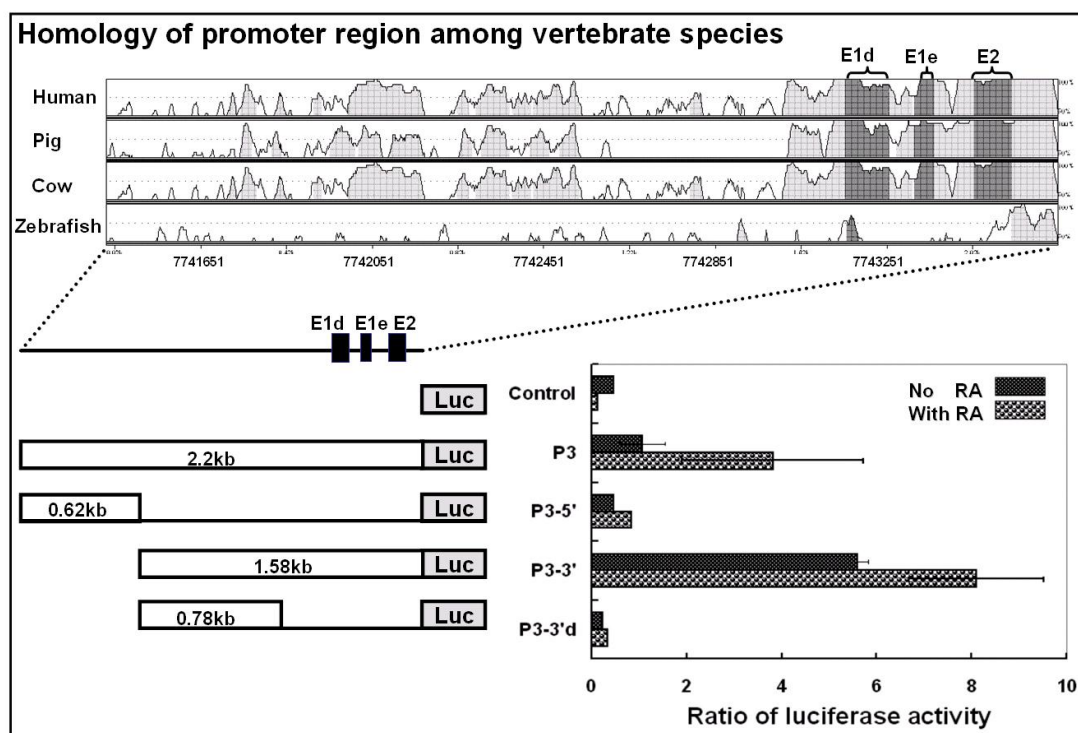 Homology of promoter region among vertebrate species
E1d E1e E2
Human
Pig
Cow
Zebrafish
7741651 7742051 7742451 7742851 7743251
E1d E1e E2
Luc
2.2kb Luc
0.62kb Luc
1.58kb Luc
0.78kb Luc
Control
P3
P3-5'
P3-3'
P3-3'd
No RA
With RA
0 2 4 6 8 10
Ratio of luciferase activity